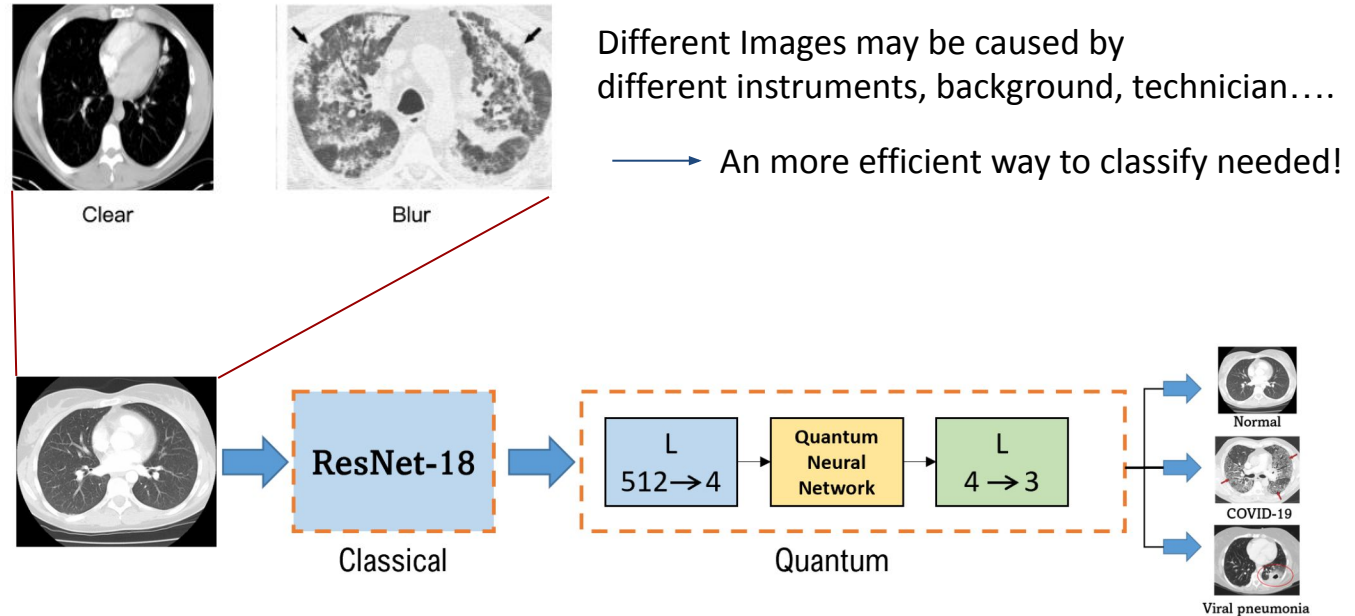 Different Images may be caused by
different instruments, background, technician….
An more efficient way to classify needed!
Clear
Blur
ResNet-18
Classical
L
512→4
Quantum
Neural
Network
L
4 → 3
Quantum
Normal
COVID-19
Viral pneumonia